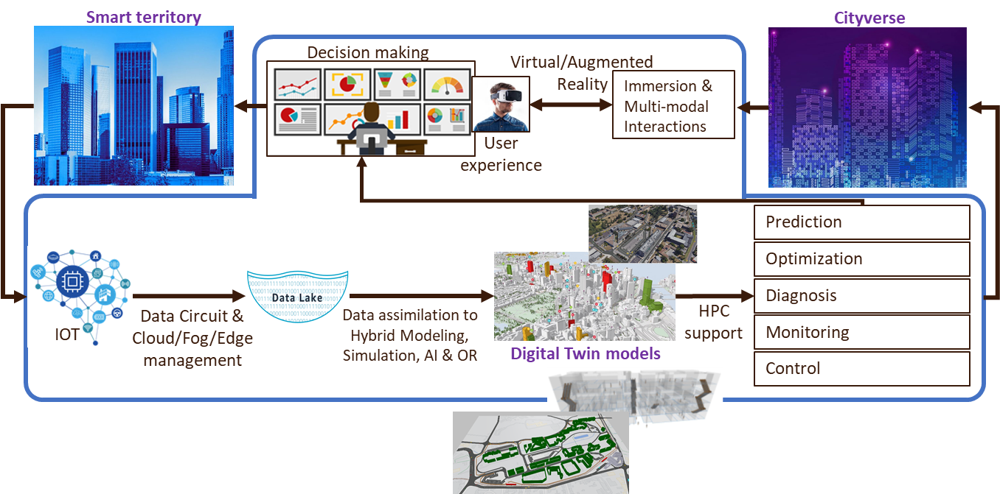 Smart territory
Cityverse
Decision making
Virtual/Augmented
Reality
Immersion &
Multi-modal
Interactions
User
experience
Prediction
Optimization
Diagnosis
Monitoring
Control
IOT
Data Circuit &
Cloud/Fog/Edge
management
Data Lake
Data assimilation to
Hybrid Modeling,
Simulation, AI & OR
Digital Twin models
HPC
support